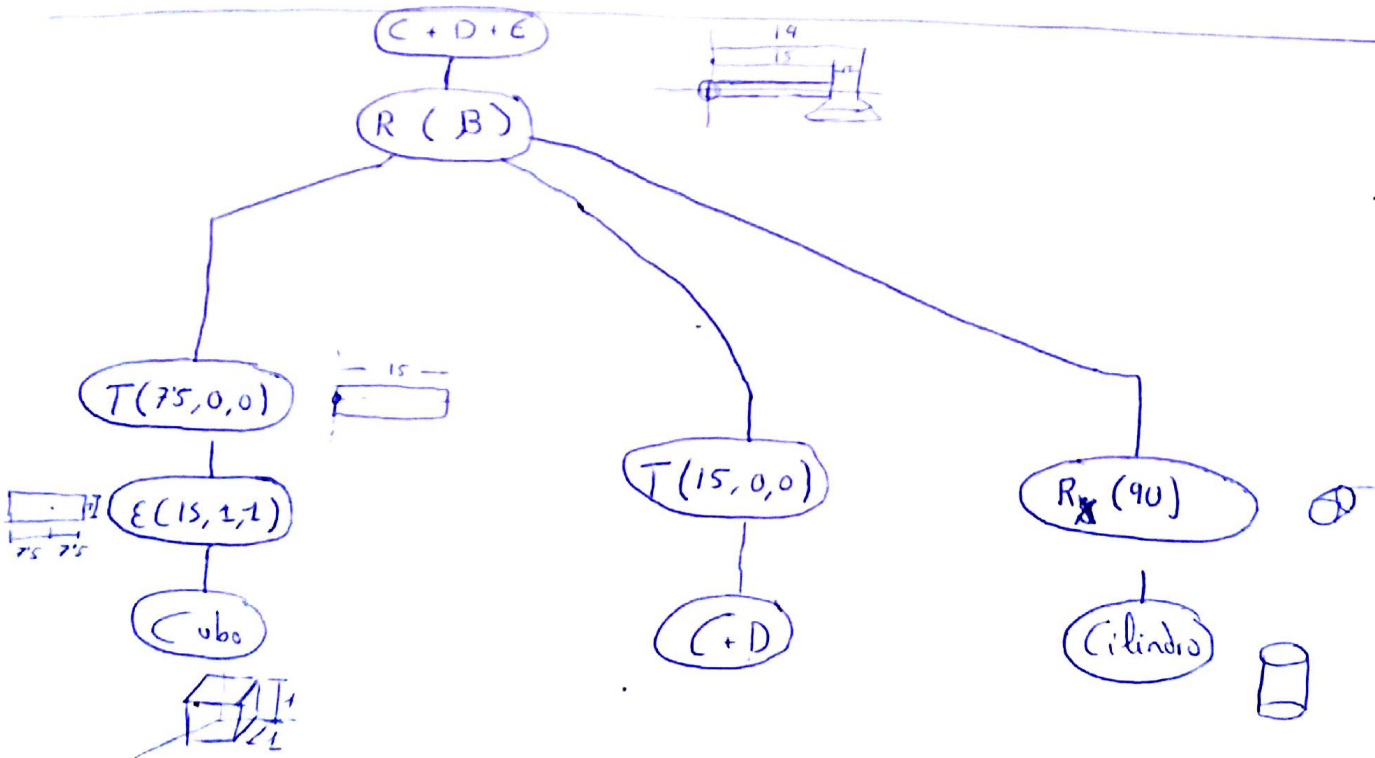 C + D + E
19
15
R (β)
T(7'5,0,0)
15
E(15,1,1)
7'5 7'5
Cubo
1
1
T(15,0,0)
C+D
Rx (90)
Cilindro